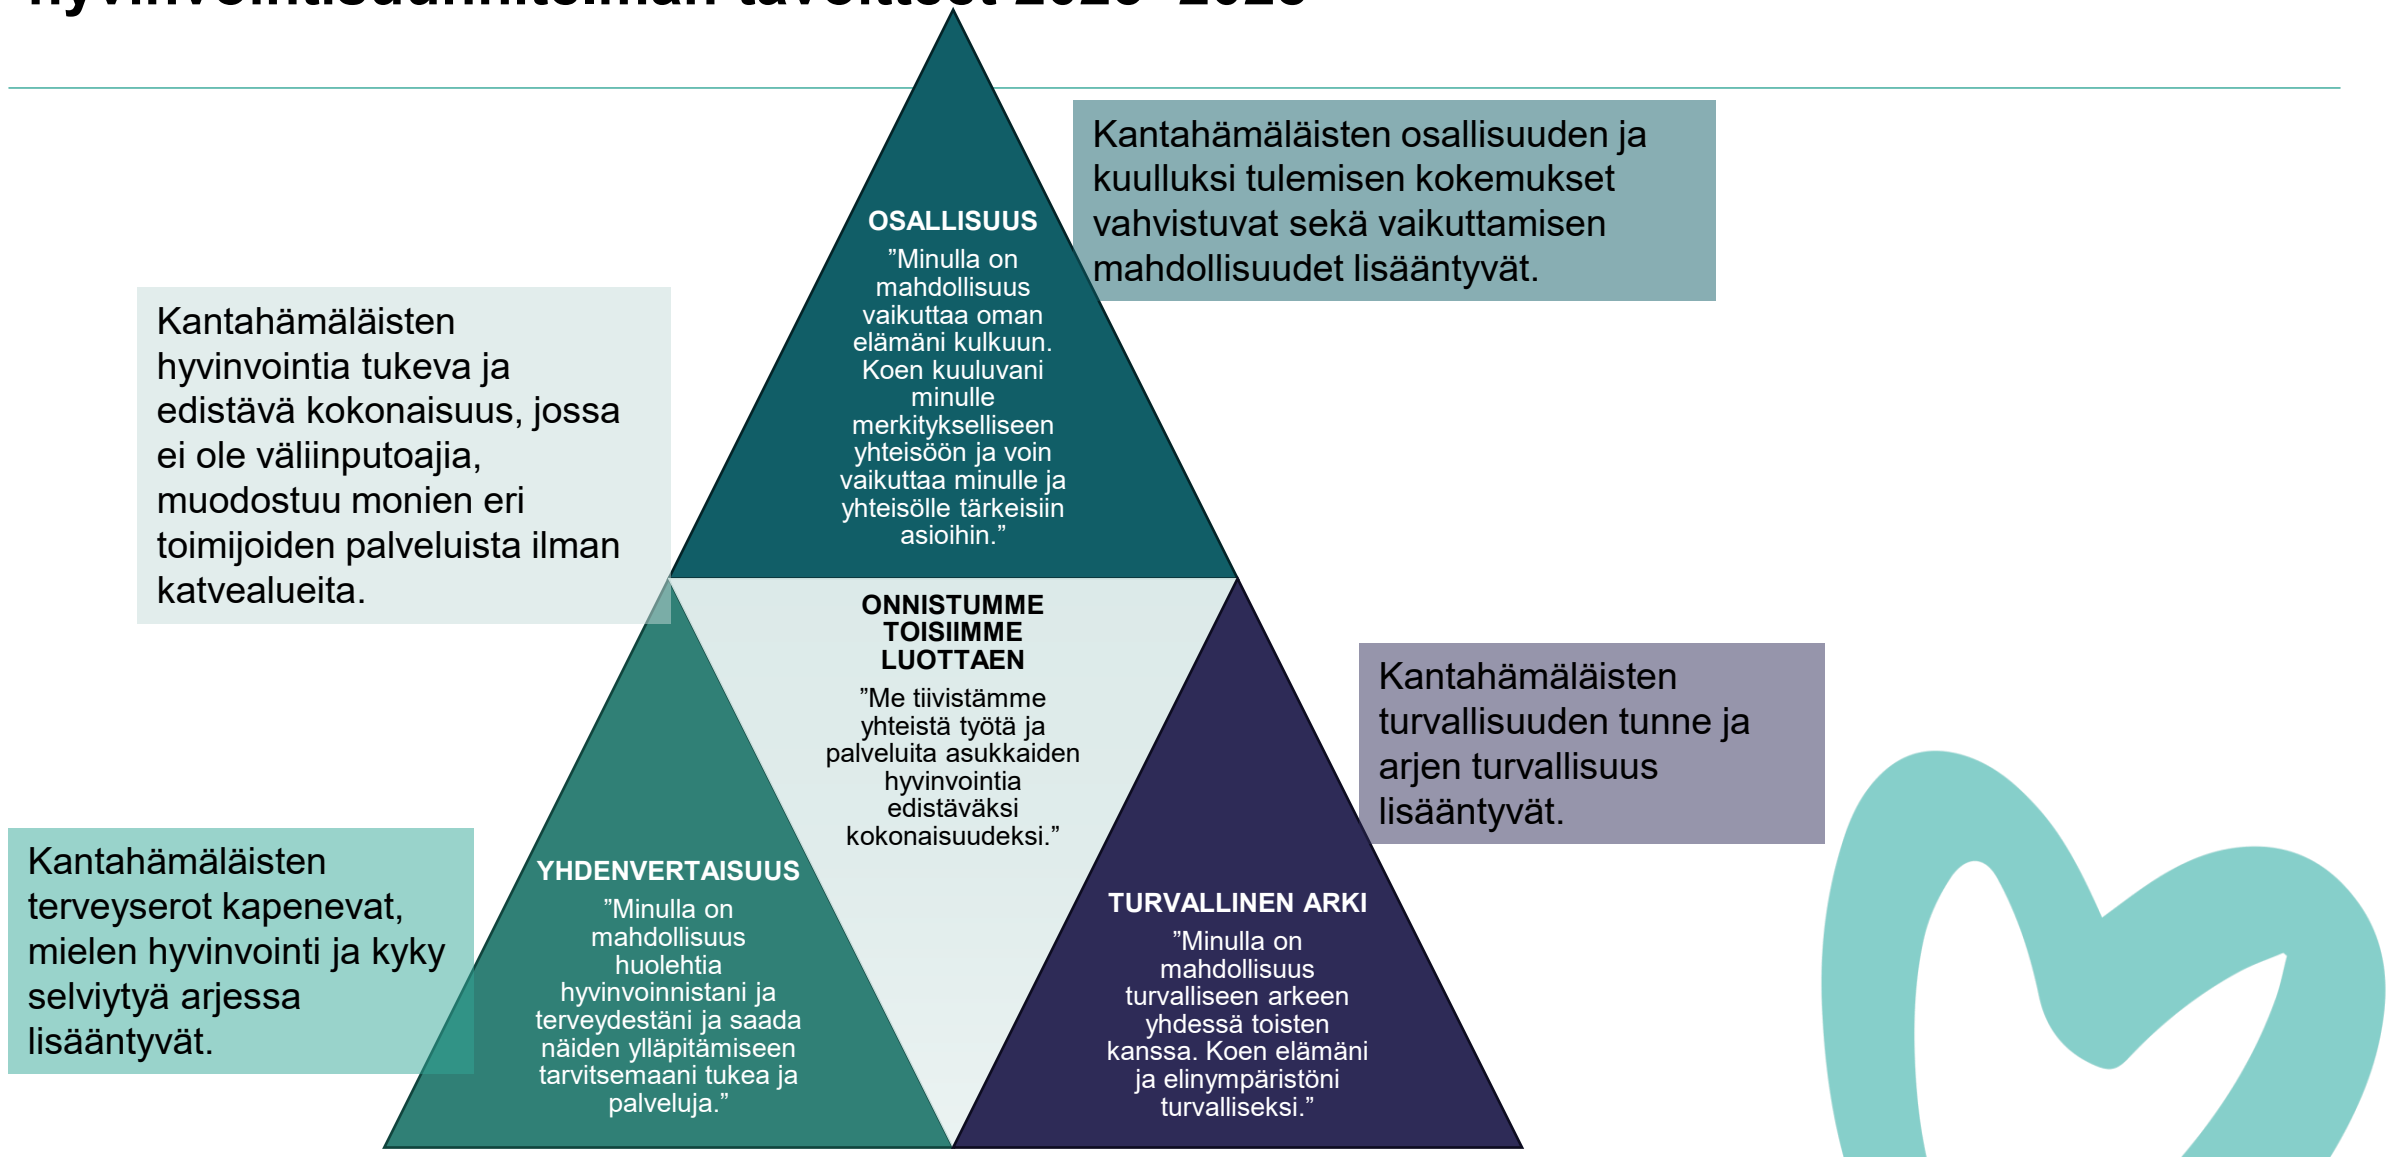 hyvinvointisuunnitelman tavoitteet
Kantahämäläisten osallisuuden ja
kuulluksi tulemisen kokemukset
vahvistuvat sekä vaikuttamisen
mahdollisuudet lisääntyvät.
OSALLISUUS
”Minulla on
mahdollisuus
vaikuttaa oman
elämäni kulkuun.
Koen kuuluvani
minulle
merkitykselliseen
yhteisöön ja voin
vaikuttaa minulle ja
yhteisölle tärkeisiin
asioihin.”
Kantahämäläisten
hyvinvointia tukeva ja
edistävä kokonaisuus, jossa
ei ole väliinputoajia,
muodostuu monien eri
toimijoiden palveluista ilman
katvealueita.
ONNISTUMME
TOISIIMME
LUOTTAEN
”Me tiivistämme
yhteistä työtä ja
palveluita asukkaiden
hyvinvointia
edistäväksi
kokonaisuudeksi.”
Kantahämäläisten
turvallisuuden tunne ja
arjen turvallisuus
lisääntyvät.
Kantahämäläisten
terveyserot kapenevat,
mielen hyvinvointi ja kyky
selviytyä arjessa
lisääntyvät.
YHDENVERTAISUUS
”Minulla on
mahdollisuus
huolehtia
hyvinvoinnistani ja
terveydestäni ja saada
näiden ylläpitämiseen
tarvitsemaani tukea ja
palveluja.”
TURVALLINEN ARKI
”Minulla on
mahdollisuus
turvalliseen arkeen
yhdessä toisten
kanssa. Koen elämäni
ja elinympäristöni
turvalliseksi.”